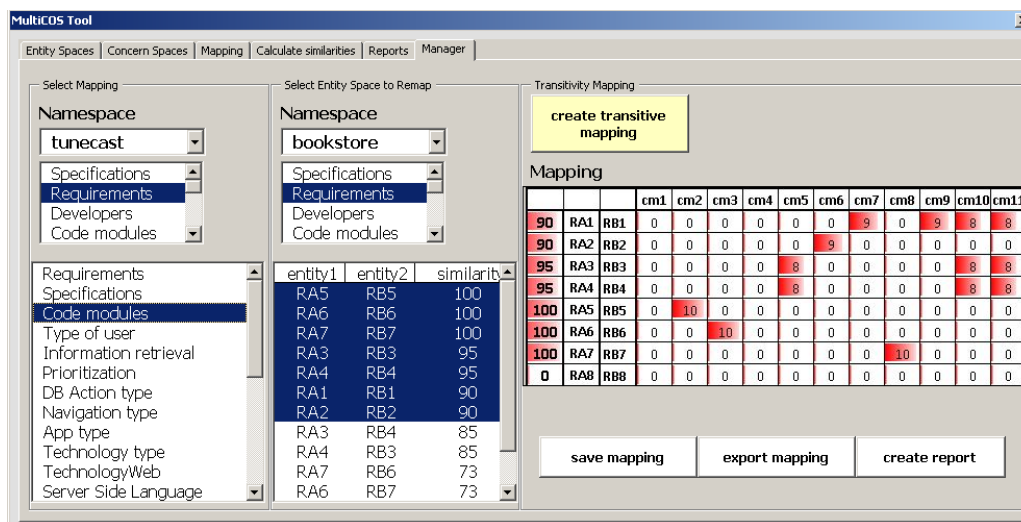 MultiCOS Tool
Entity Spaces Concern Spaces Mapping Calculate similarities Reports Manager
Select Mapping
Namespace
tunecast
Specifications
Requirements
Developers
Code modules
Requirements
Specifications
Code modules
Type of user
Information retrieval
Prioritization
DB Action type
Navigation type
App type
Technology type
TechnologyWeb
Server Side Language
Select Entity Space to Remap
Namespace
bookstore
Specifications
Requirements
Developers
Code modules
entity1 entity2 similarity
RA5 RB5 100
RA6 RB6 100
RA7 RB7 100
RA3 RB3 95
RA4 RB4 95
RA1 RB1 90
RA2 RB2 90
RA3 RB4 85
RA4 RB3 85
RA7 RB6 73
RA6 RB7 73
Transitivity Mapping
create transitive
mapping
Mapping
cm1 cm2 cm3 cm4 cm5 cm6 cm7 cm8 cm9 cm10 cm11
90 RA1 RB1 0 0 0 0 0 0 9 0 9 8 8
90 RA2 RB2 0 0 0 0 0 9 0 0 0 0 0
95 RA3 RB3 0 0 0 0 8 0 0 0 0 8 8
95 RA4 RB4 0 0 0 0 8 0 0 0 0 8 8
100 RA5 RB5 0 10 0 0 0 0 0 0 0 0 0
100 RA6 RB6 0 0 10 0 0 0 0 0 0 0 0
100 RA7 RB7 0 0 0 0 0 0 0 10 0 0 0
0 RA8 RB8 0 0 0 0 0 0 0 0 0 0 0
save mapping export mapping create report